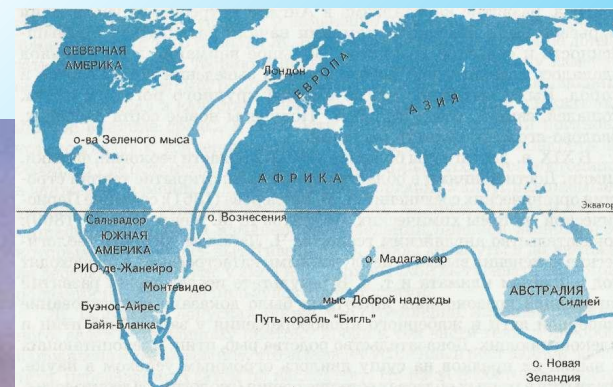 СЕВЕРНАЯ
АМЕРИКА
Лондон
ЕВРОПА
АЗИЯ
о-ва Зеленого мыса
АФРИКА
Экватор
Сальвадор
о. Вознесения
ЮЖНАЯ
АМЕРИКА
РИО-де-Жанейро
о. Мадагаскар
Монтевидео
АВСТРАЛИЯ
Сидней
мыс Доброй надежды
Буэнос-Айрес
Путь корабль "Бигль"
Байя-Бланка
о. Новая
Зеландия